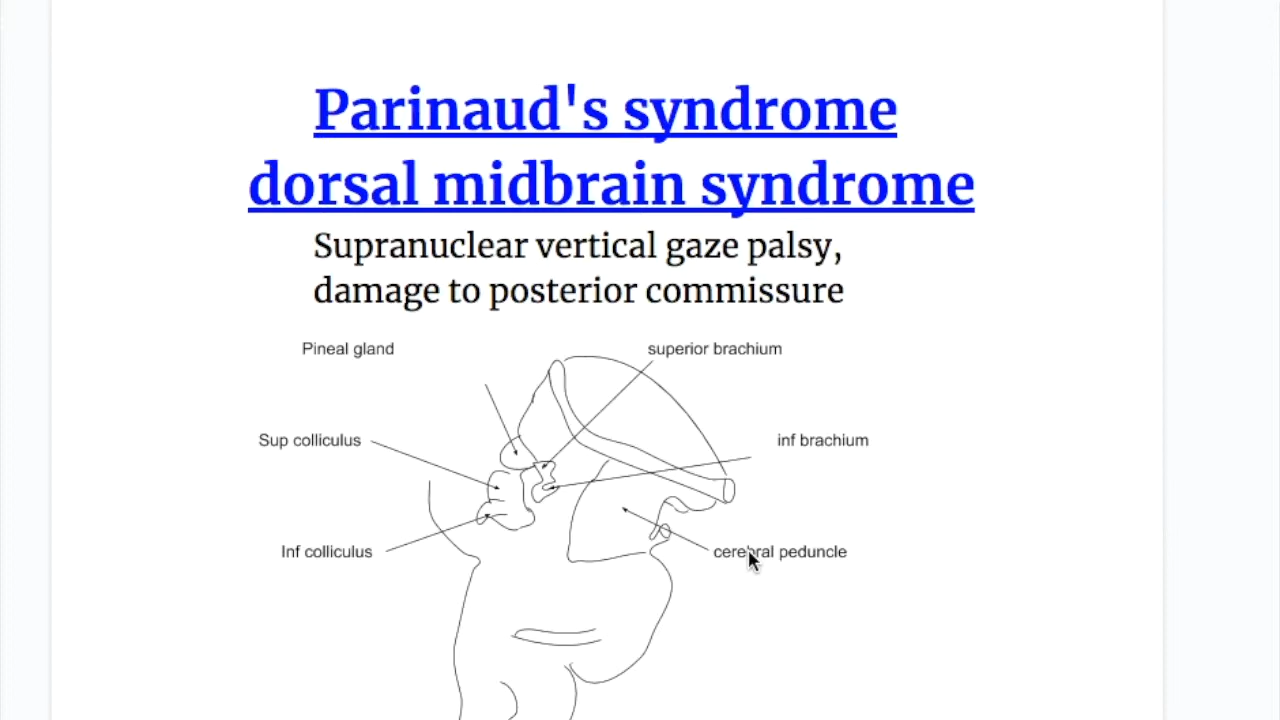 Parinaud's syndrome
dorsal midbrain syndrome
Supranuclear vertical gaze palsy,
damage to posterior commissure
Pineal gland
superior brachium
Sup colliculus
inf brachium
Inf colliculus
cerebral peduncle